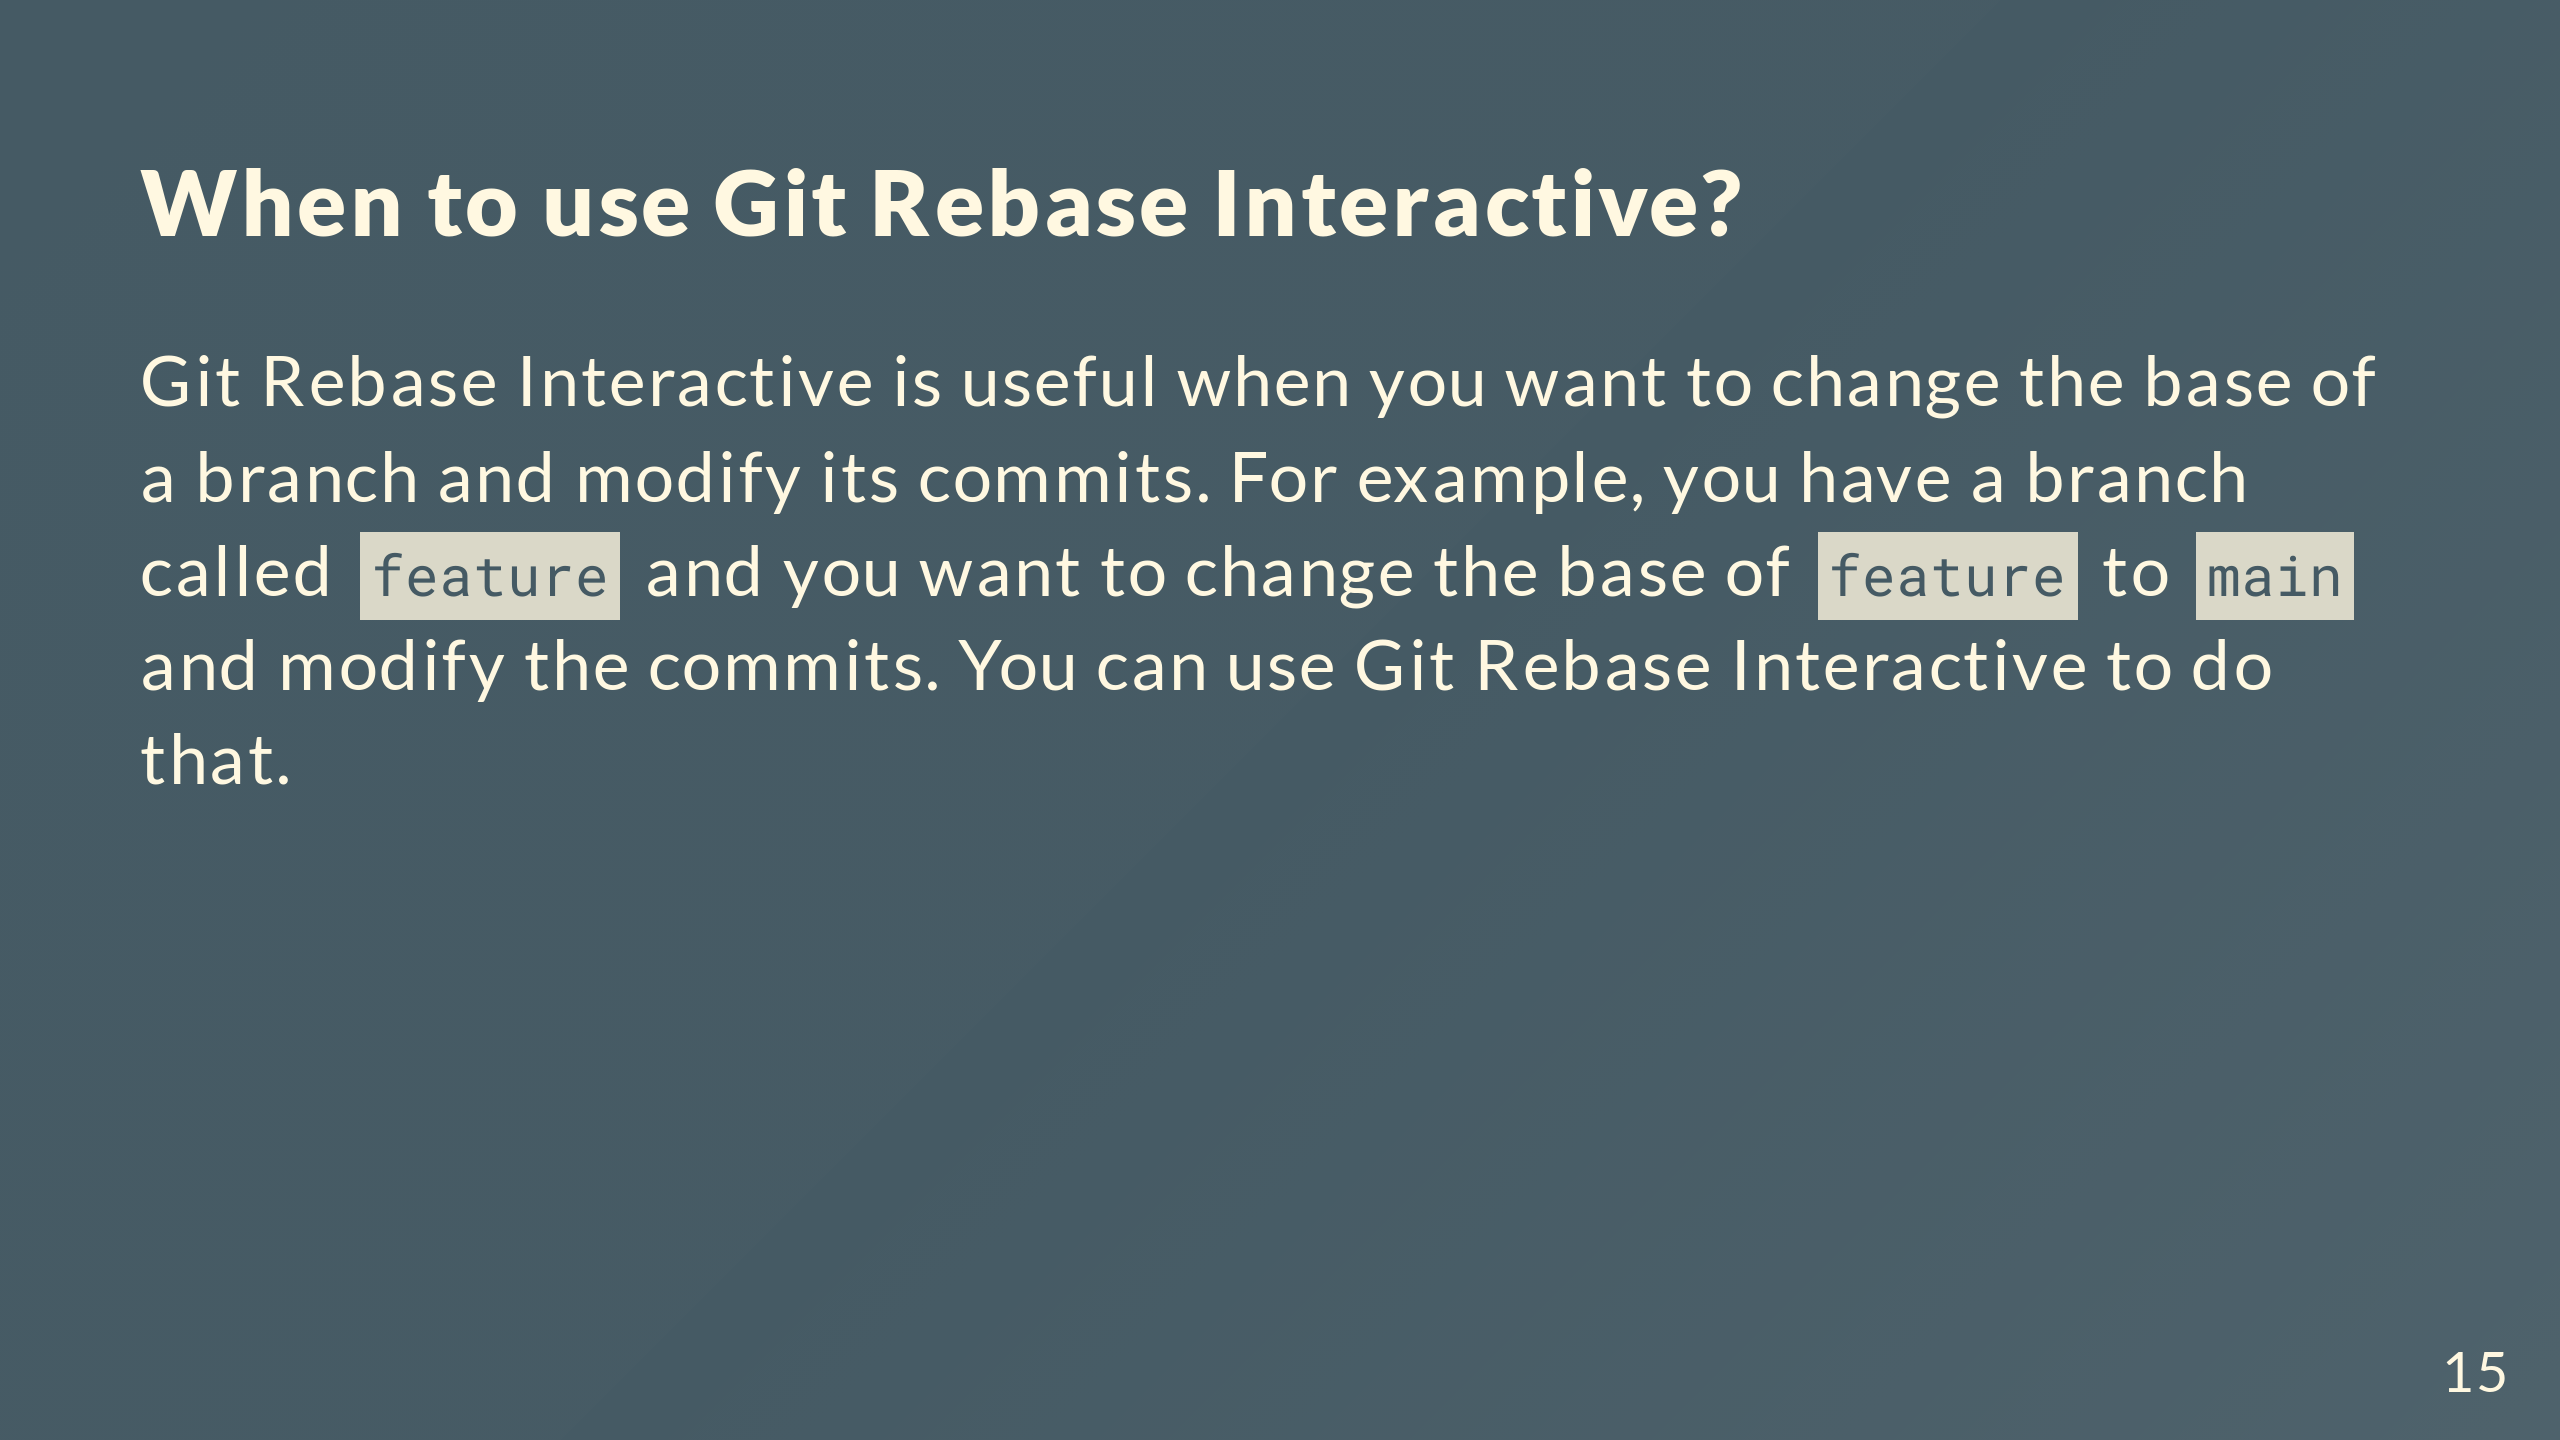 When to use Git Rebase Interactive?
Git Rebase Interactive is useful when you want to change the base of
a branch and modify its commits. For example, you have a branch
called feature and you want to change the base of feature to main
and modify the commits. You can use Git Rebase Interactive to do
that.
15